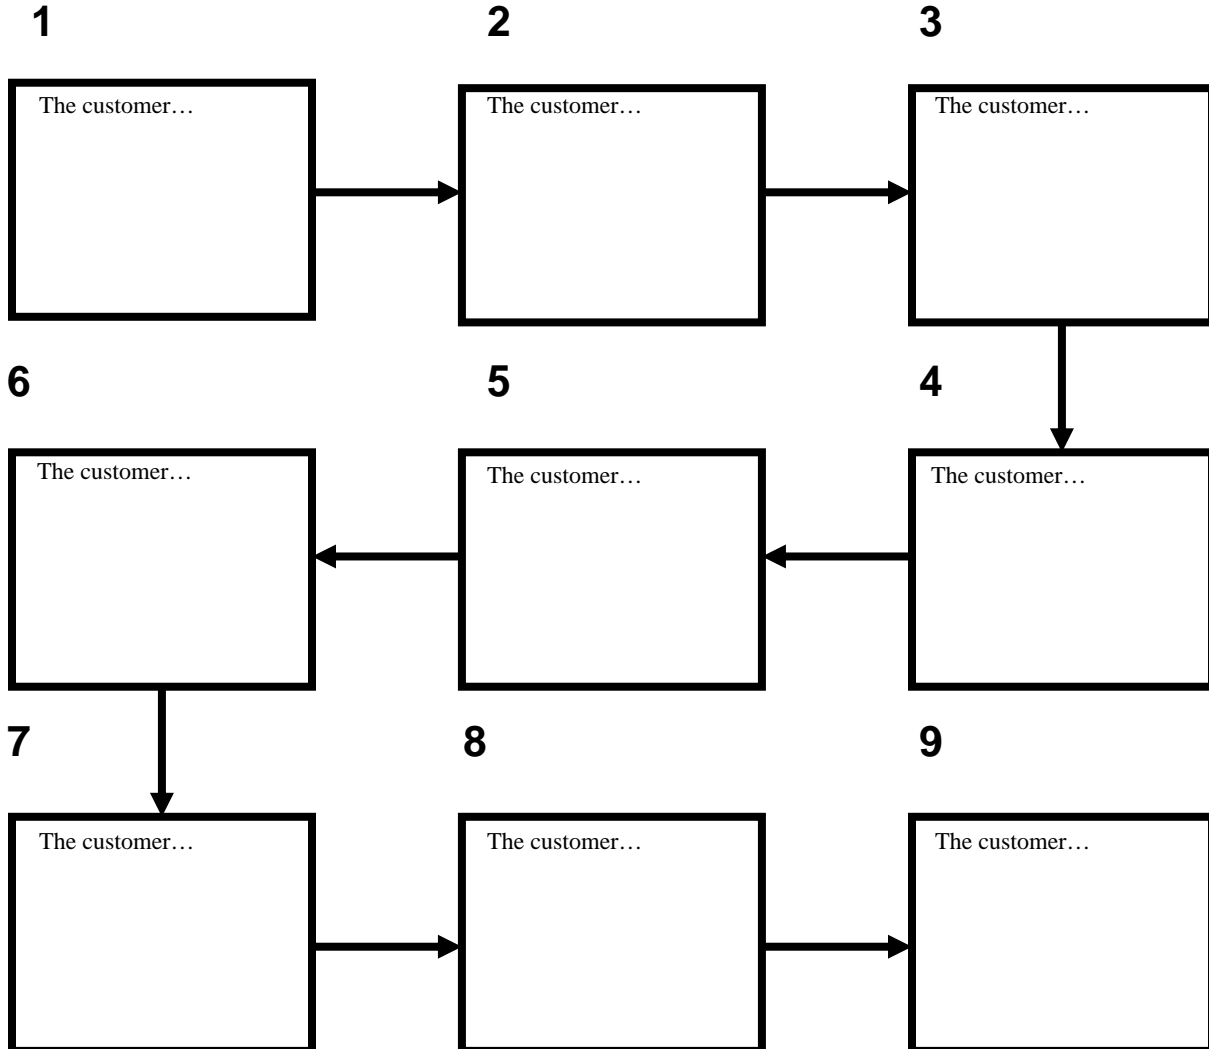 1
2
3
The customer…
The customer…
The customer…
6
5
4
The customer…
The customer…
The customer…
7
8
9
The customer…
The customer…
The customer…